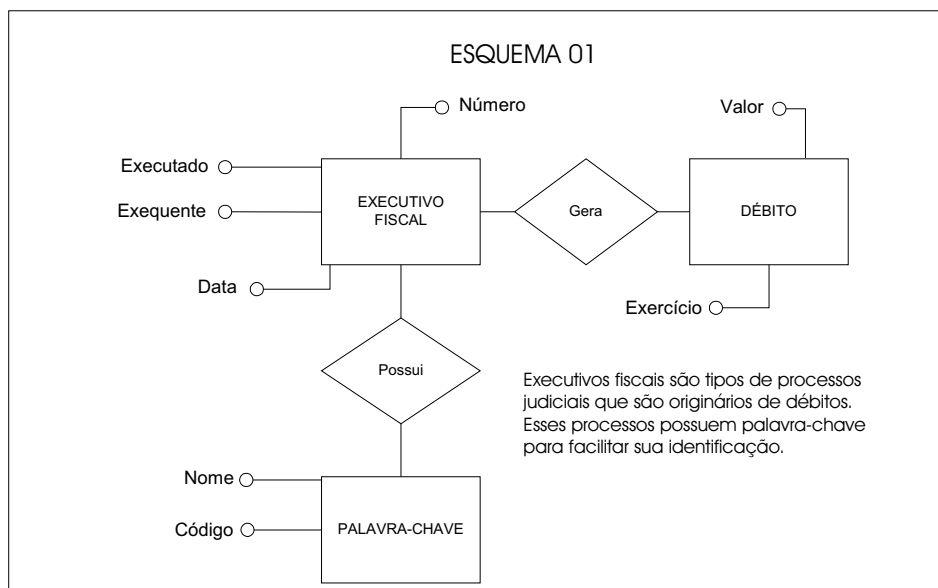 ESQUEMA 01
Número
Valor
Executado
Exequente
EXECUTIVO
FISCAL
Gera
DÉBITO
Data
Exercício
Possui
Executivos fiscais são tipos de processos
judiciais que são originários de débitos.
Esses processos possuem palavra-chave
para facilitar sua identificação.
Nome
Código
PALAVRA-CHAVE